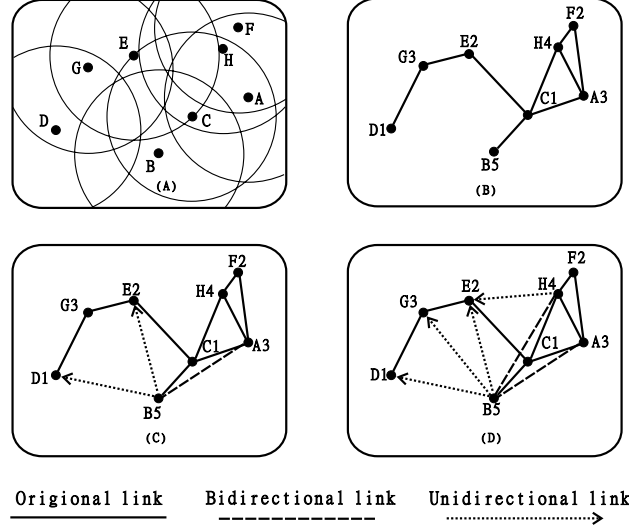 F
E
H
G
A
D
C
B
(A)
F2
E2
H4
G3
C1
A3
D1
B5
(B)
F2
E2
H4
G3
C1
A3
D1
B5
(C)
F2
E2
H4
G3
C1
A3
D1
B5
(D)
Origional link Bidirectional link Unidirectional link